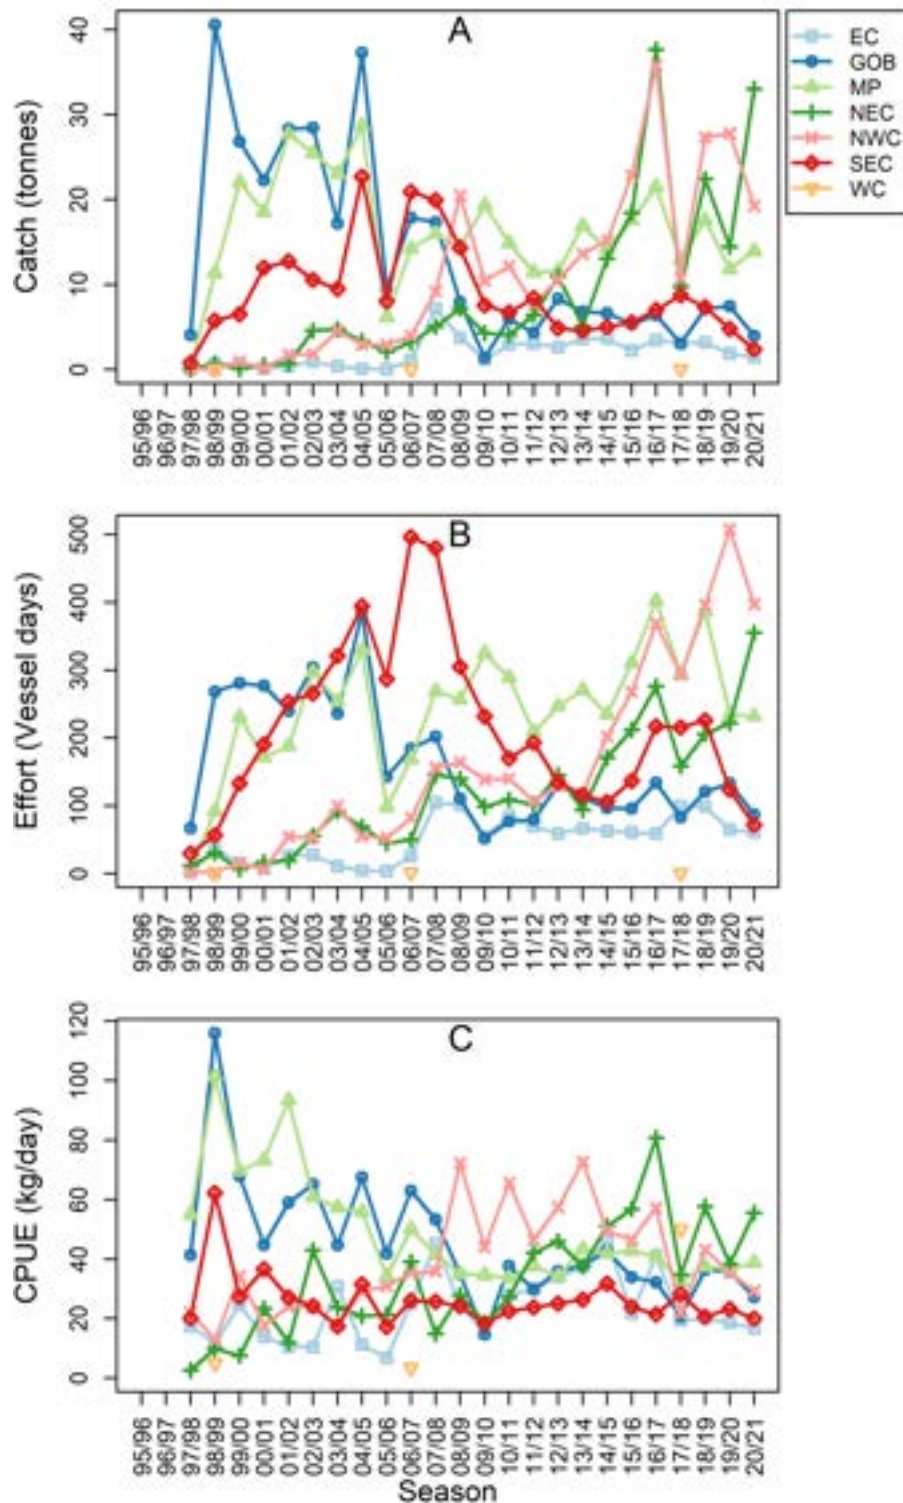 A
Catch (tonnes)
0 10 20 30 40
EC
GOB
MP
NEC
NWC
SEC
WC
95/96 96/97 97/98 98/99 99/00 00/01 01/02 02/03 03/04 04/05 05/06 06/07 07/08 08/09 09/10 10/11 11/12 12/13 13/14 14/15 15/16 16/17 17/18 18/19 19/20 20/21
B
Effort (Vessel days)
0 100 200 300 400 500
95/96 96/97 97/98 98/99 99/00 00/01 01/02 02/03 03/04 04/05 05/06 06/07 07/08 08/09 09/10 10/11 11/12 12/13 13/14 14/15 15/16 16/17 17/18 18/19 19/20 20/21
C
CPUE (kg/day)
0 20 40 60 80 100 120
95/96 96/97 97/98 98/99 99/00 00/01 01/02 02/03 03/04 04/05 05/06 06/07 07/08 08/09 09/10 10/11 11/12 12/13 13/14 14/15 15/16 16/17 17/18 18/19 19/20 20/21
Season